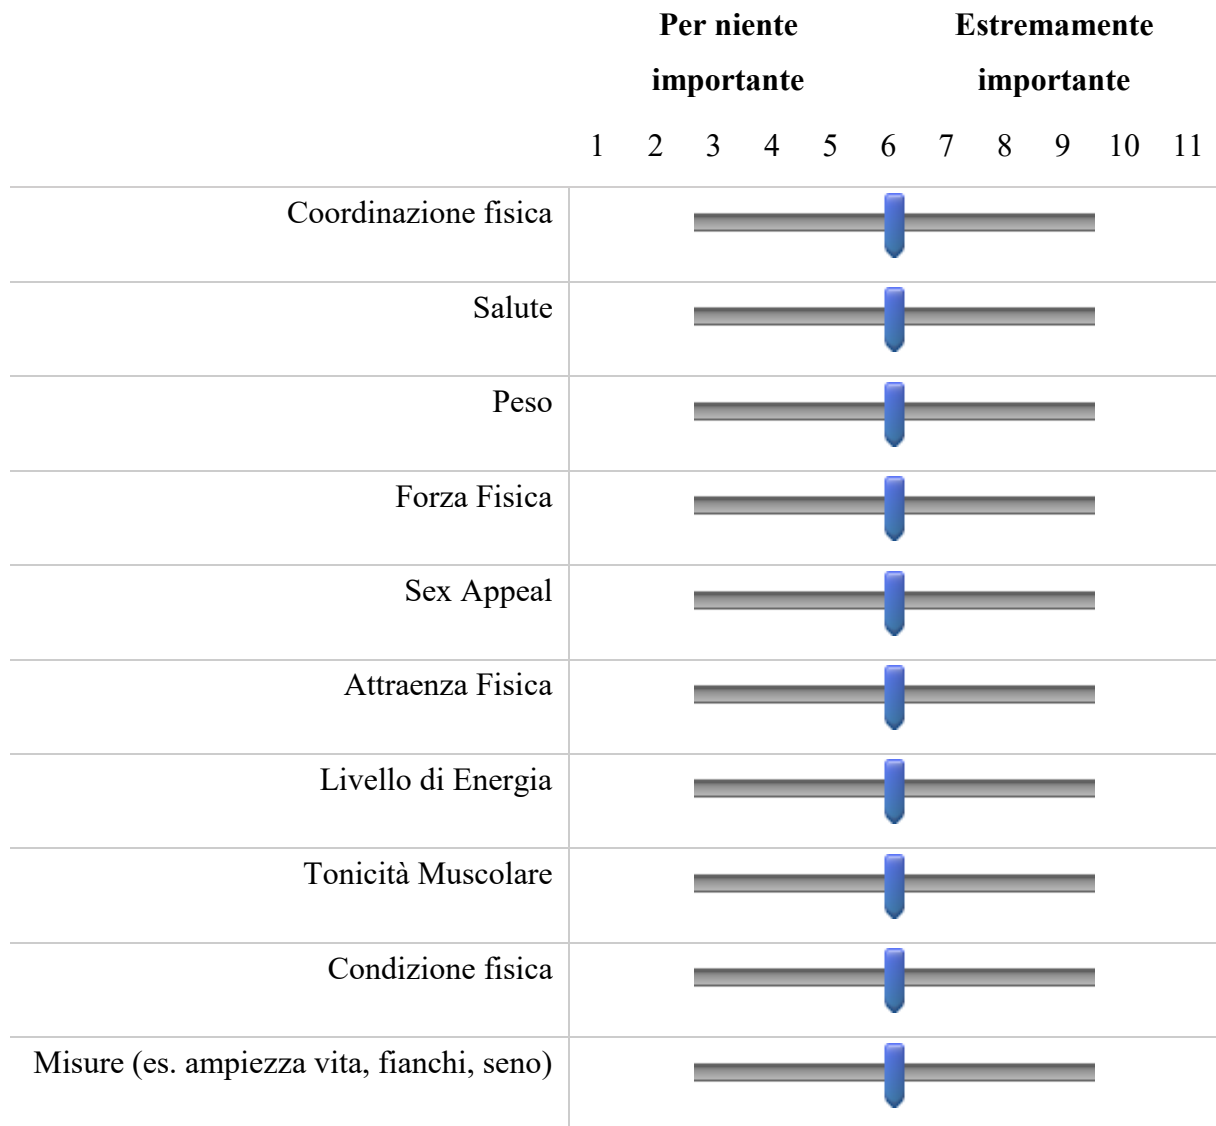 Per niente importante
Estremamente importante
1 2 3 4 5 6 7 8 9 10 11
Coordinazione fisica
Salute
Peso
Forza Fisica
Sex Appeal
Attraenza Fisica
Livello di Energia
Tonicità Muscolare
Condizione fisica
Misure (es. ampiezza vita, fianchi, seno)